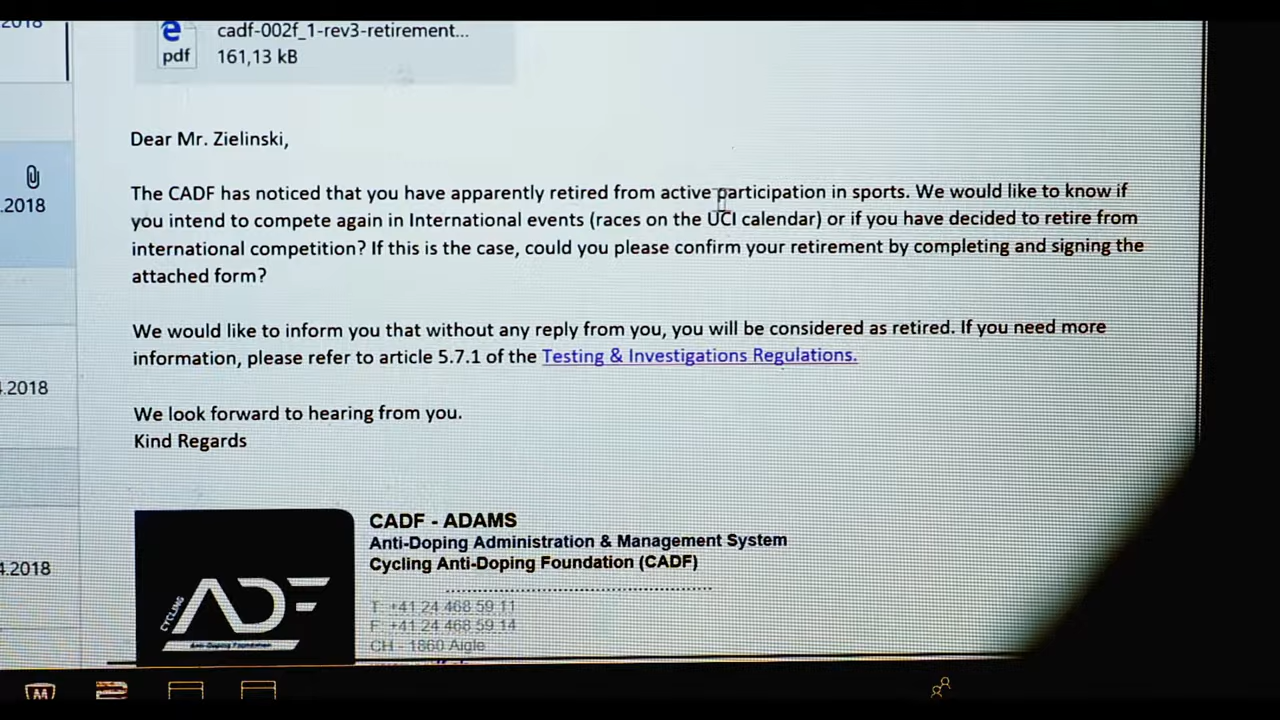 2018
cadf-002f_1-rev3-retirement...
pdf
161,13 kB
Dear Mr. Zielinski,
.2018
The CADF has noticed that you have apparently retired from active participation in sports. We would like to know if
you intend to compete again in International events (races on the UCI calendar) or if you have decided to retire from
international competition? If this is the case, could you please confirm your retirement by completing and signing the
attached form?
We would like to inform you that without any reply from you, you will be considered as retired. If you need more
information, please refer to article 5.7.1 of the Testing & Investigations Regulations.
.2018
We look forward to hearing from you.
Kind Regards
CADF - ADAMS
Anti-Doping Administration & Management System
Cycling Anti-Doping Foundation (CADF)
4.2018
CYCLING
ADF
Anti-Doping Foundation
T: +41 24 468 59 11
F: +41 24 468 59 14
CH - 1860 Aigle